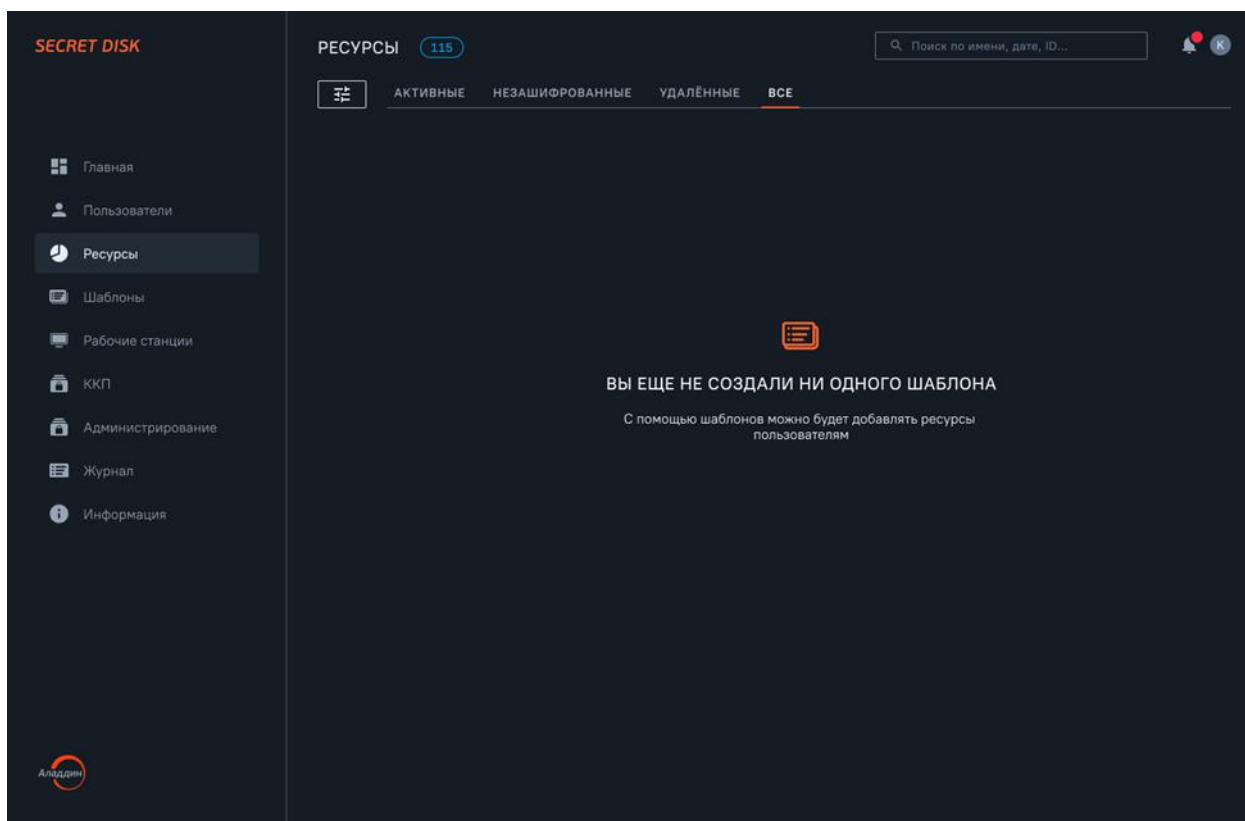 SECRET DISK
РЕСУРСЫ 115
Поиск по имени, дате, ID...
K
АКТИВНЫЕ НЕЗАШИФРОВАННЫЕ УДАЛЁННЫЕ ВСЕ
Главная
Пользователи
Ресурсы
Шаблоны
Рабочие станции
ККП
Администрирование
Журнал
Информация
ВЫ ЕЩЕ НЕ СОЗДАЛИ НИ ОДНОГО ШАБЛОНА
С помощью шаблонов можно будет добавлять ресурсы
пользователям
Аладдин